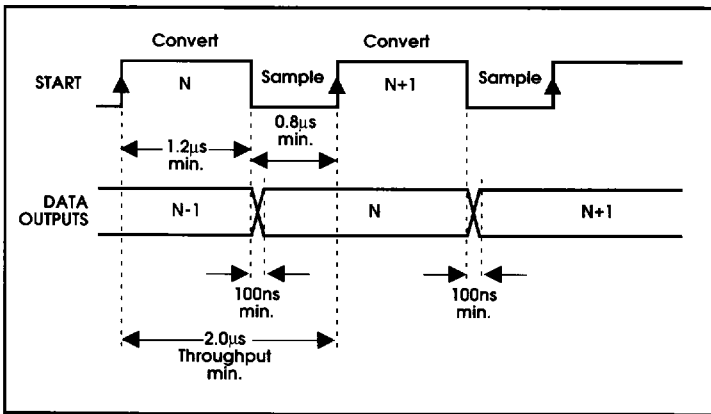 Convert Convert
START N Sample N+1 Sample
0.8µs
min.
1.2µs
min.
DATA
OUTPUTS
N-1 N N+1
100ns
min.
100ns
min.
2.0µs
Throughput
min.